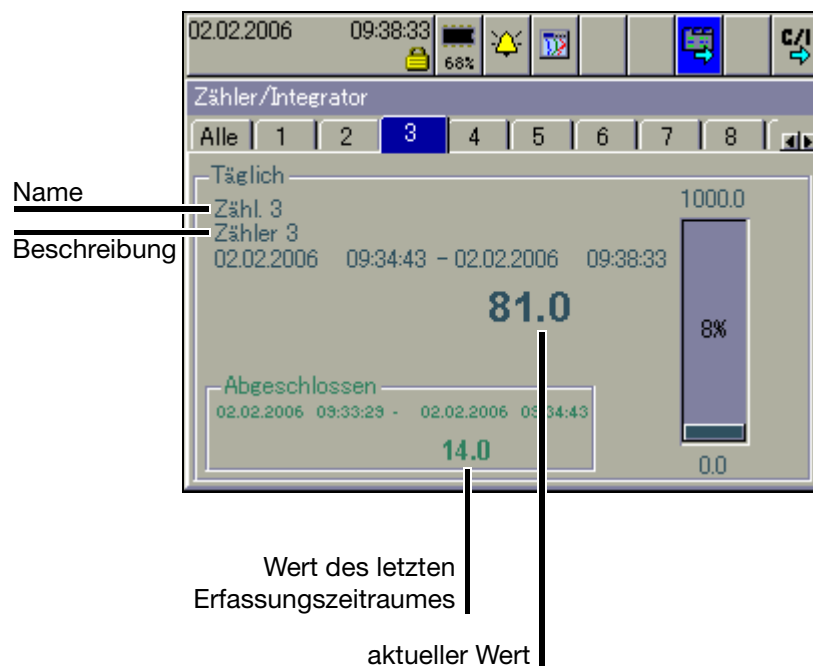 02.02.2006 09:38:33
68%
C/I
Zähler/Integrator
Alle 1 2 3 4 5 6 7 8
Täglich
Name
Zähl. 3
1000.0
Zähler 3
Beschreibung
02.02.2006 09:34:43 - 02.02.2006 09:38:33
81.0
8%
Abgeschlossen
02.02.2006 09:33:29 - 02.02.2006 09:34:43
14.0
0.0
Wert des letzten
Erfassungszeitraumes
aktueller Wert